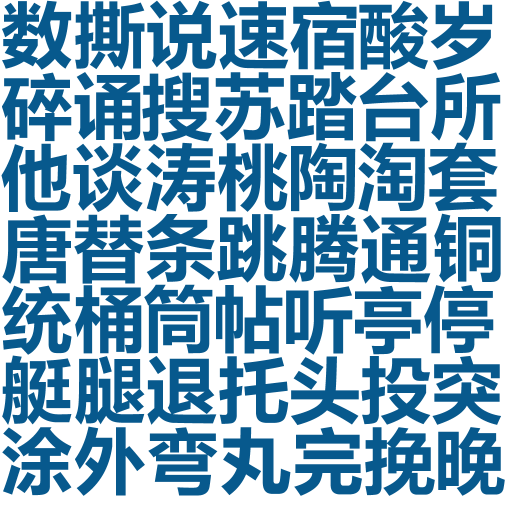 数撕说速宿酸岁
碎诵搜苏踏台所
他谈涛桃陶淘套
唐替条跳腾通铜
统桶筒帖听亭停
艇腿退托头投突
涂外弯丸完挽晚